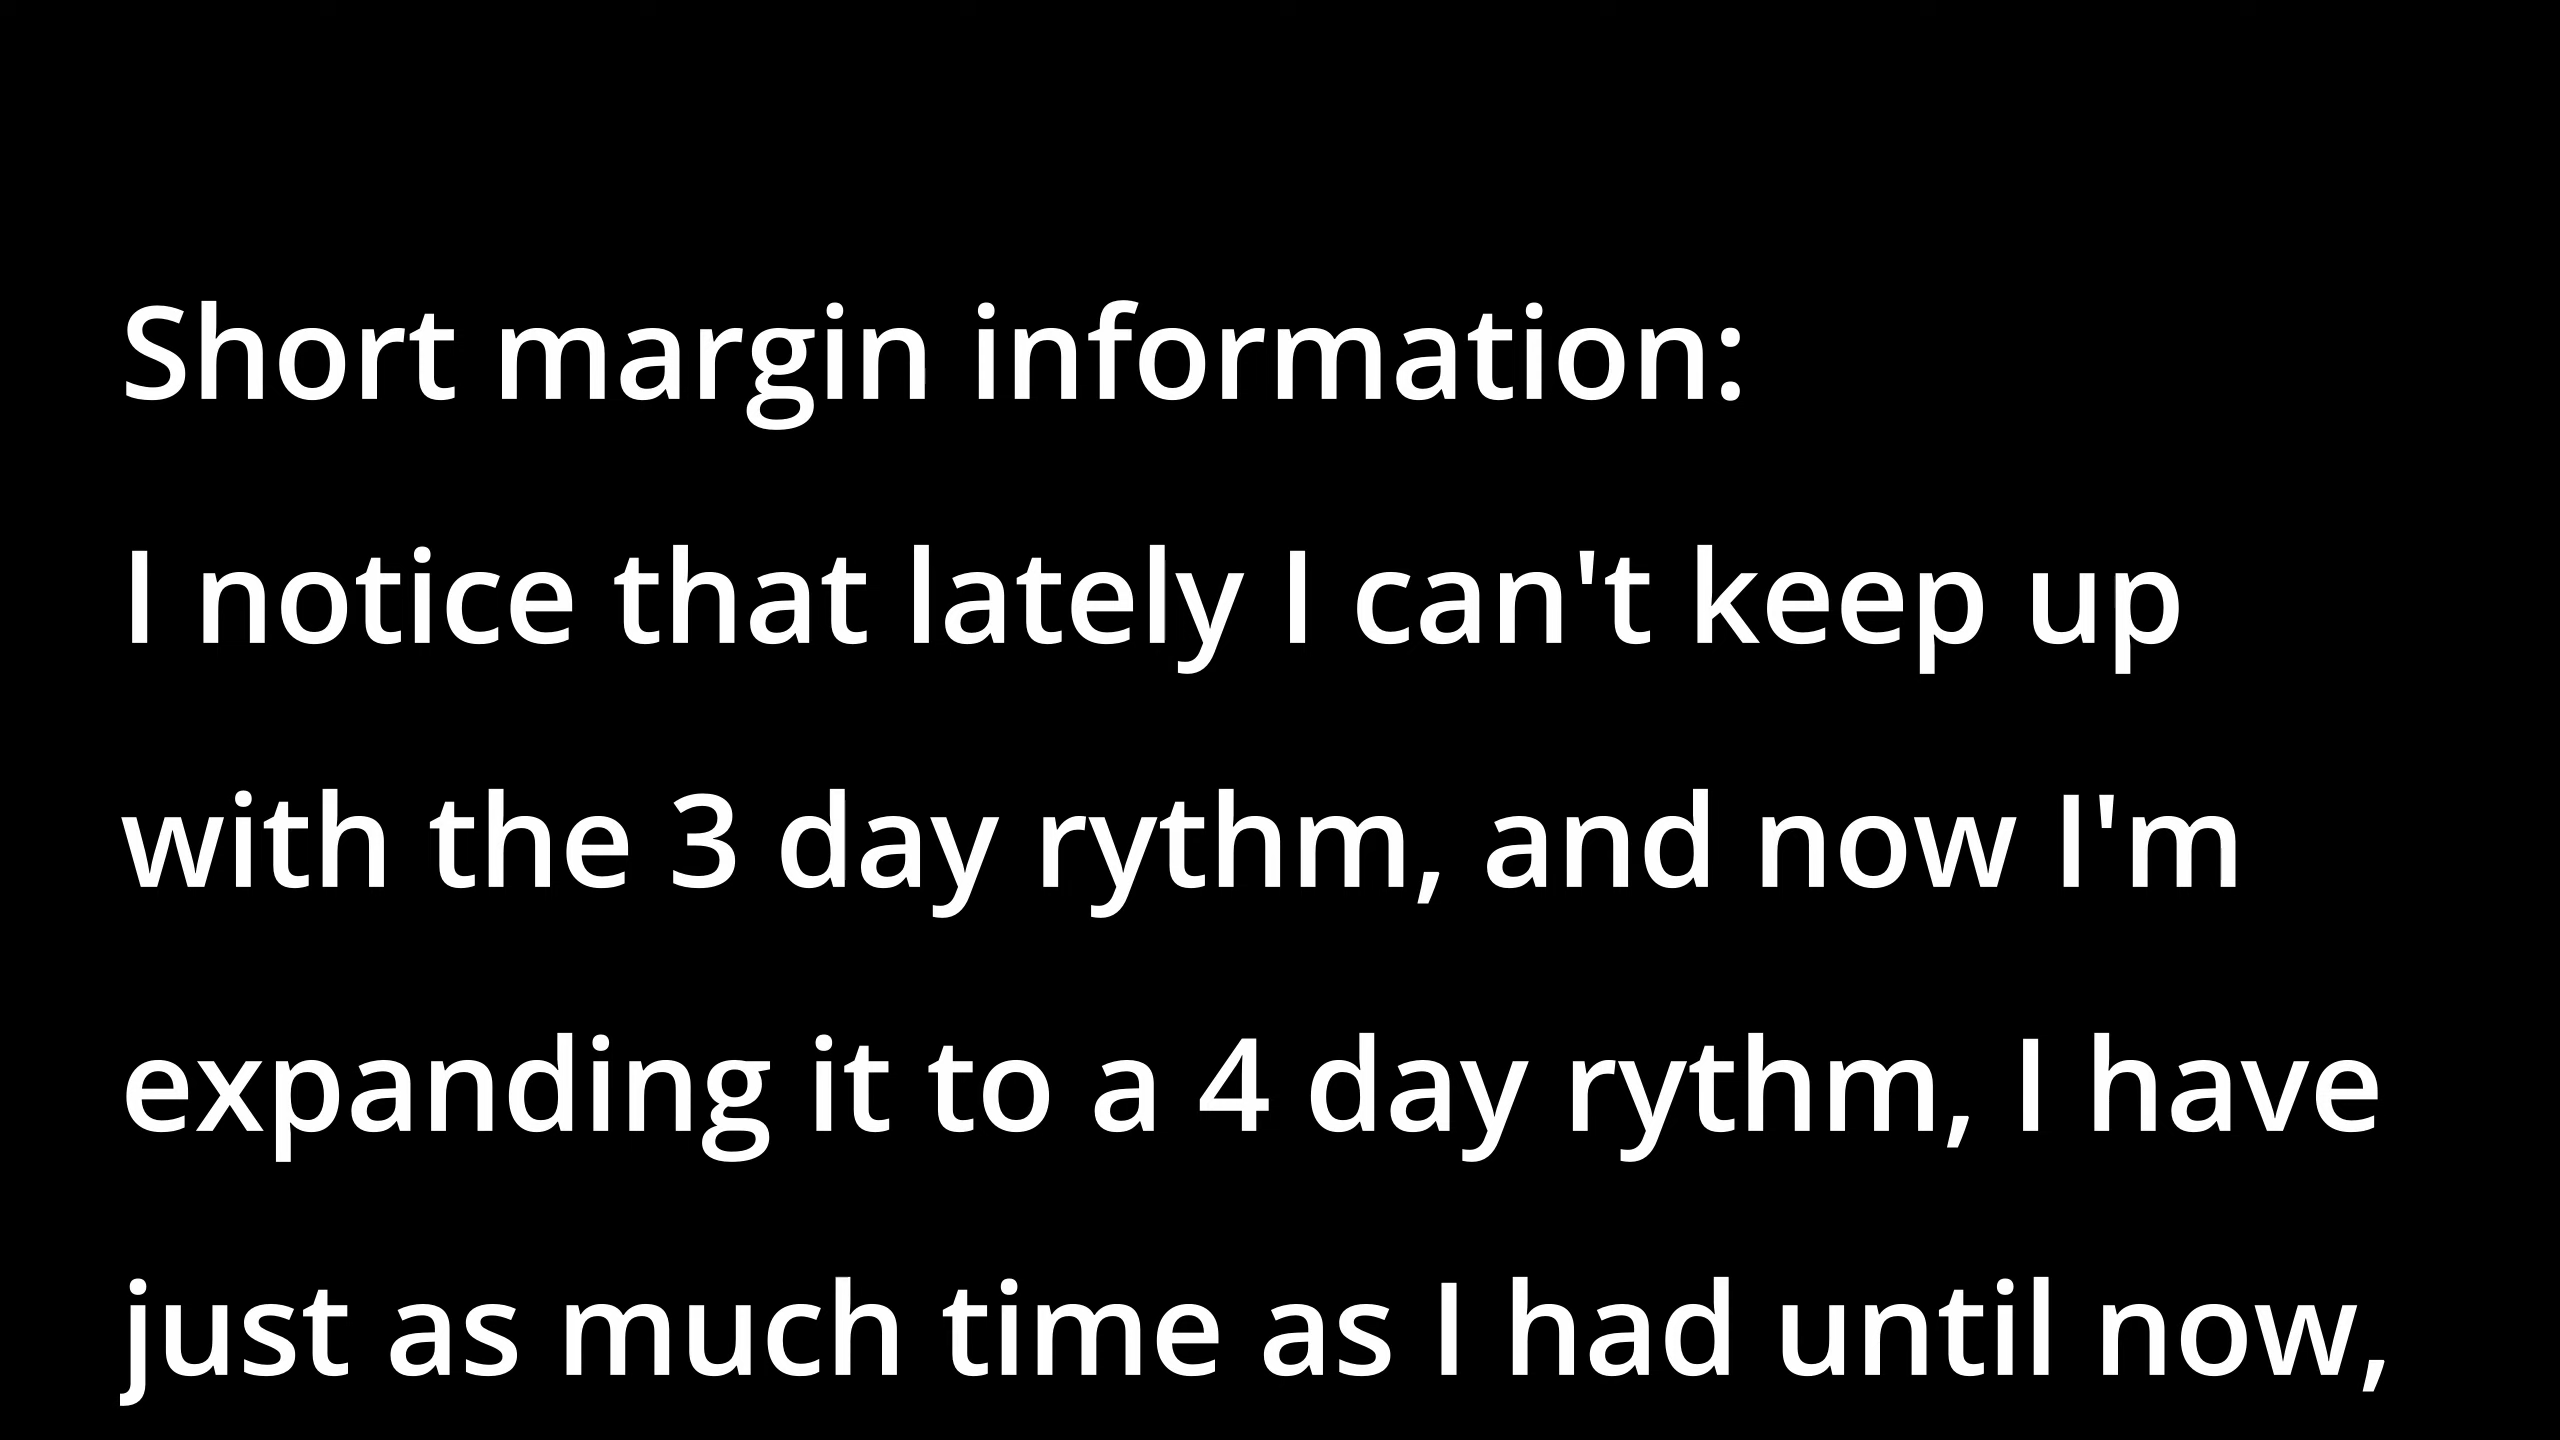 Short margin information:
I notice that lately I can't keep up
with the 3 day rythm, and now I'm
expanding it to a 4 day rythm, I have
just as much time as I had until now,